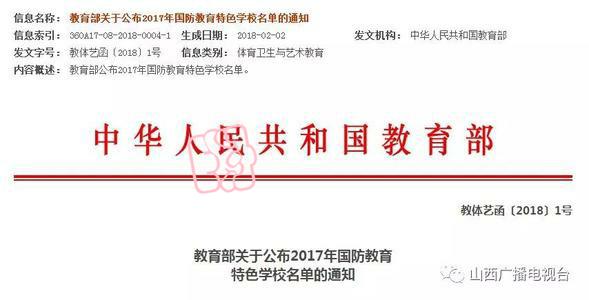 信息名称： 教育部关于公布2017年国防教育特色学校名单的通知
信息索引： 360A17-08-2018-0004-1 生成日期： 2018-02-02 发文机构： 中华人民共和国教育部
发文字号： 教体艺函〔2018〕1号 信息类别： 体育卫生与艺术教育
内容概述： 教育部公布2017年国防教育特色学校名单。
中华人民共和国教育部
教体艺函〔2018〕1号
教育部关于公布2017年国防教育
特色学校名单的通知
山西广播电视台